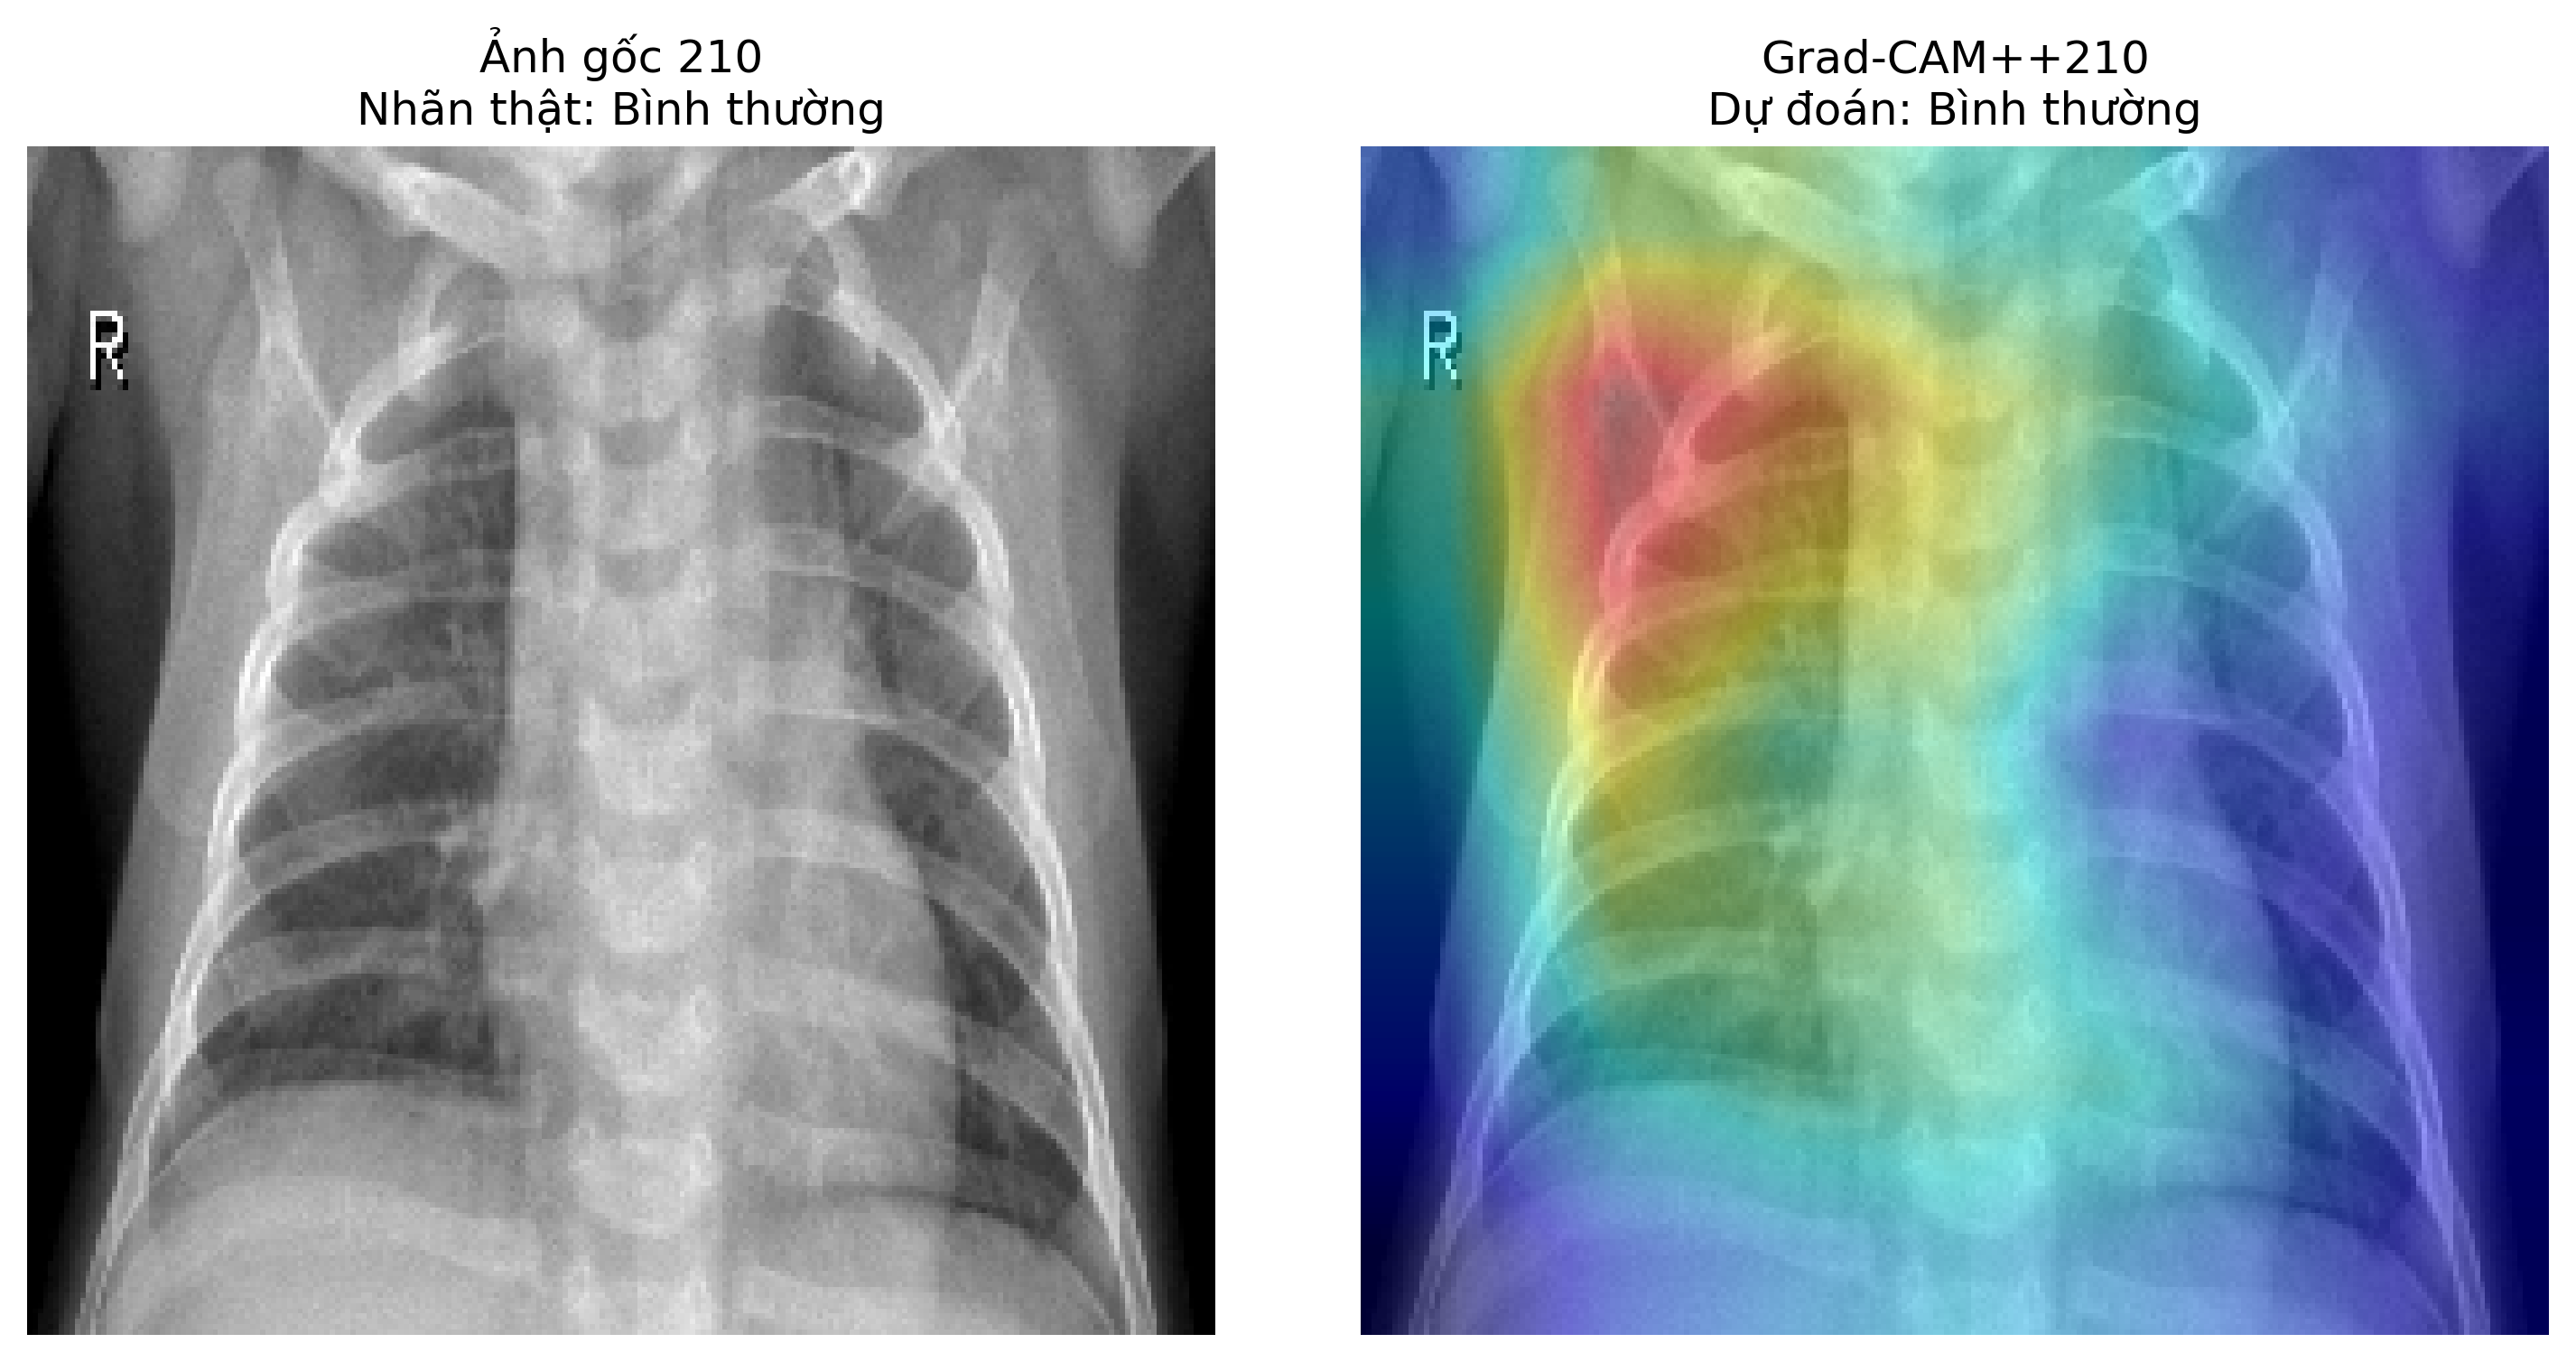 Ảnh gốc 210
Nhãn thật: Bình thường
Grad-CAM++210
Dự đoán: Bình thường
R
R